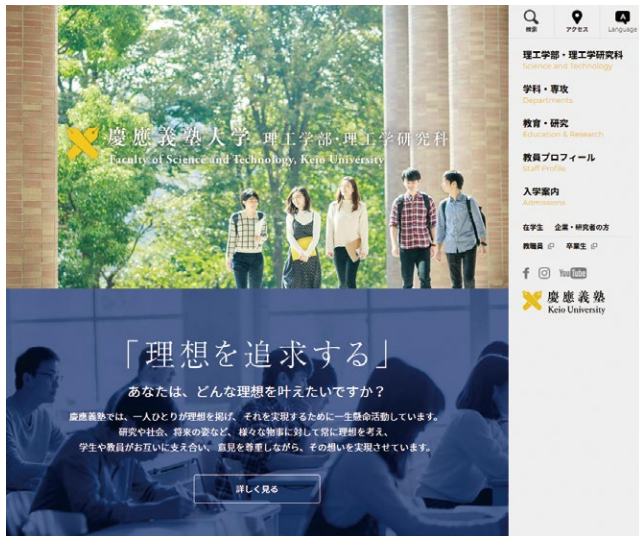 慶應義塾大学 理工学部・理工学研究科
Faculty of Science and Technology, Keio University
「理想を追求する」
あなたは、どんな理想を叶えたいですか？
慶應義塾では、一人ひとりが理想を掲げ、それを実現するために一生懸命活動しています。
研究や社会、将来の姿など、様々な物事に対して常に理想を考え、
学生や教員がお互いに支え合い、意見を尊重しながら、その想いを実現させています。
詳しく見る
検索 アクセス Language
理工学部・理工学研究科
Science and Technology
学科・専攻
Departments
教育・研究
Education & Research
教員プロフィール
Staff Profile
入学案内
Admissions
在学生 企業・研究者の方
教職員 卒業生
YouTube
慶應義塾
Keio University